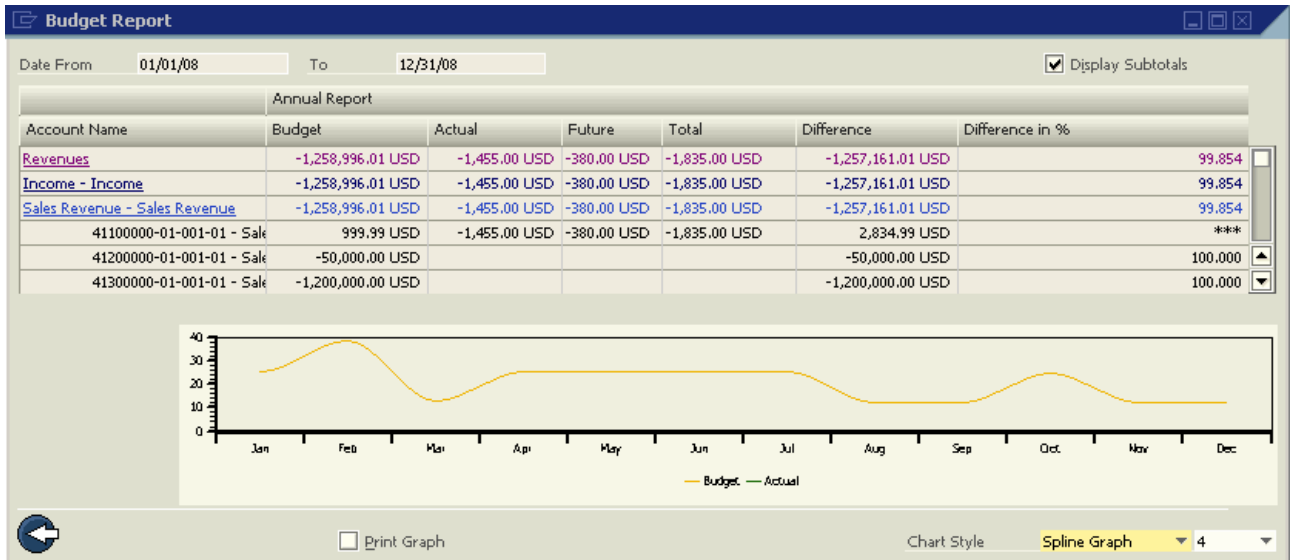 Budget Report
Date From 01/01/08 To 12/31/08 Display Subtotals
Annual Report
Account Name Budget Actual Future Total Difference Difference in %
Revenues -1,258,996.01 USD -1,455.00 USD -380.00 USD -1,835.00 USD -1,257,161.01 USD 99.854
Income - Income -1,258,996.01 USD -1,455.00 USD -380.00 USD -1,835.00 USD -1,257,161.01 USD 99.854
Sales Revenue - Sales Revenue -1,258,996.01 USD -1,455.00 USD -380.00 USD -1,835.00 USD -1,257,161.01 USD 99.854
41100000-01-001-01 - Sale 999.99 USD -1,455.00 USD -380.00 USD -1,835.00 USD 2,834.99 USD ***
41200000-01-001-01 - Sale -50,000.00 USD -50,000.00 USD 100.000
41300000-01-001-01 - Sale -1,200,000.00 USD -1,200,000.00 USD 100.000
40
30
20
10
0
Jan Feb Mar Apr May Jun Jul Aug Sep Oct Nov Dec
Budget Actual
Print Graph Chart Style Spline Graph 4